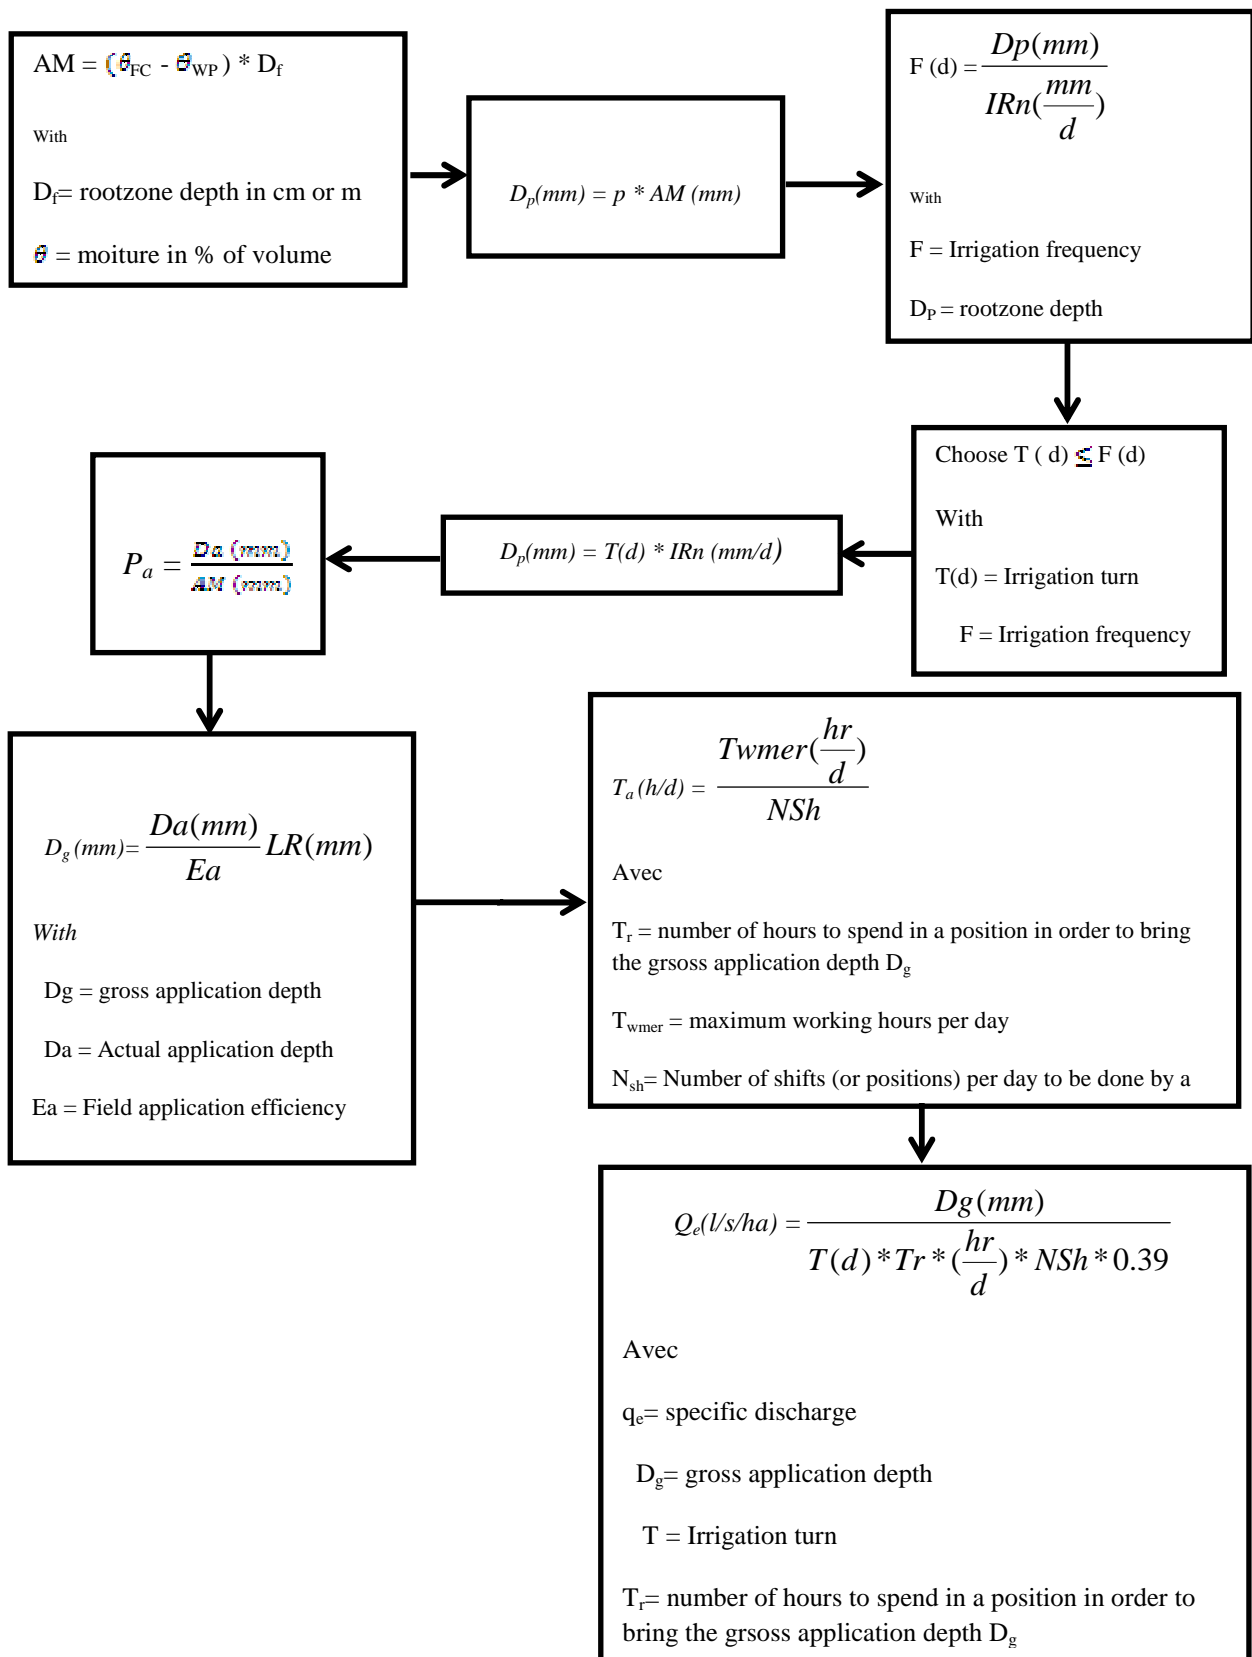 AM = (θFC - θWP) * Df
With
Df= rootzone depth in cm or m
θ = moiture in % of volume
Dp(mm) = p * AM (mm)
F (d) = Dp(mm) / IRn(mm/d)
With
F = Irrigation frequency
DP = rootzone depth
Choose T ( d) ≤ F (d)
With
T(d) = Irrigation turn
F = Irrigation frequency
Dp(mm) = T(d) * IRn (mm/d)
Pa = Da (mm) / AM (mm)
Dg (mm)= Da(mm) / Ea LR(mm)
With
Dg = gross application depth
Da = Actual application depth
Ea = Field application efficiency
Ta (h/d) = Twmer(hr/d) / NSh
Avec
Tr = number of hours to spend in a position in order to bring
the grsoss application depth Dg
Twmer = maximum working hours per day
Nsh= Number of shifts (or positions) per day to be done by a
Qe(l/s/ha) = Dg(mm) / T(d)*Tr*(hr/d)*NSh*0.39
Avec
qe= specific discharge
Dg= gross application depth
T = Irrigation turn
Tr= number of hours to spend in a position in order to
bring the grsoss application depth Dg